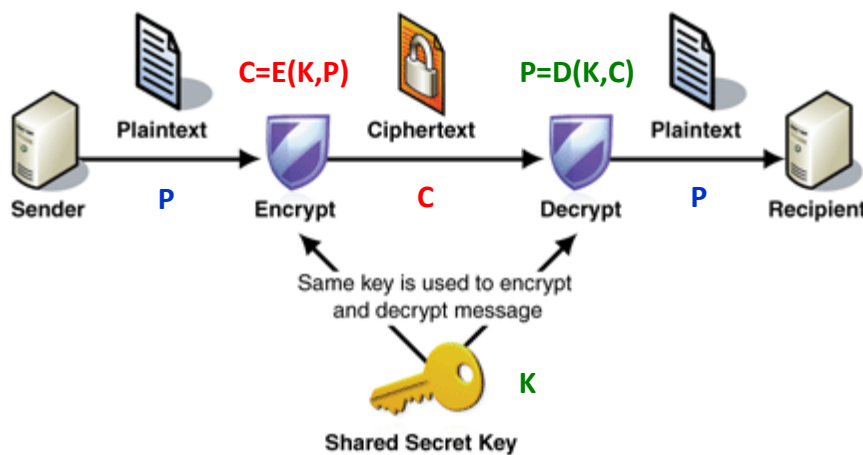 C=E(K,P)
P=D(K,C)
Plaintext
Ciphertext
Plaintext
P
C
P
Sender
Encrypt
Decrypt
Recipient
Same key is used to encrypt
and decrypt message
K
Shared Secret Key